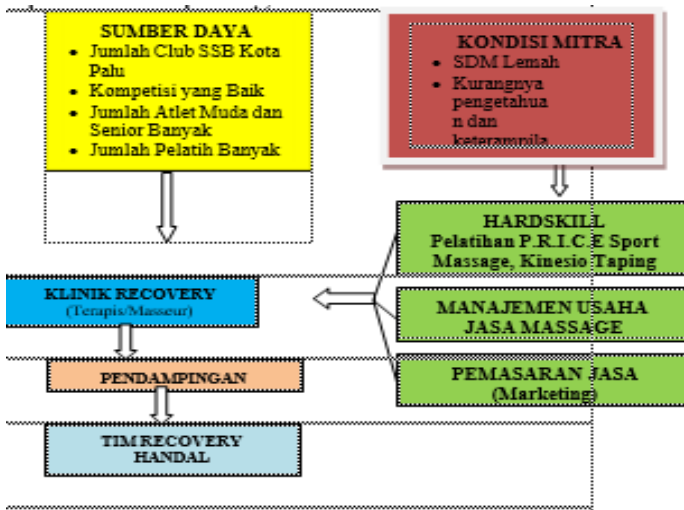 SUMBER DAYA
• Jumlah Club SSB Kota
Palu
• Kompetisi yang Baik
• Jumlah Atlet Muda dan
Senior Banyak
• Jumlah Pelatih Banyak
KONDISI MITRA
• SDM Lemah
• Kurangnya
pengetahua
n dan
keterampila
HARDSKILL
Pelatihan P.R.I.C.E Sport
Massage, Kinesio Taping
KLINIK RECOVERY
(Terapis/Masseur)
MANAJEMEN USAHA
JASA MASSAGE
PENDAMPINGAN
PEMASARAN JASA
(Marketing)
TIM RECOVERY
HANDAL